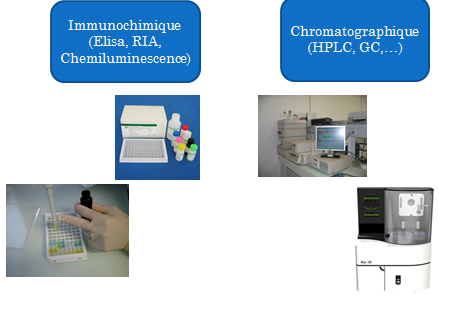 Immunochimique
(Elisa, RIA,
Chemiluminescence)
Chromatographique
(HPLC, GC,...)